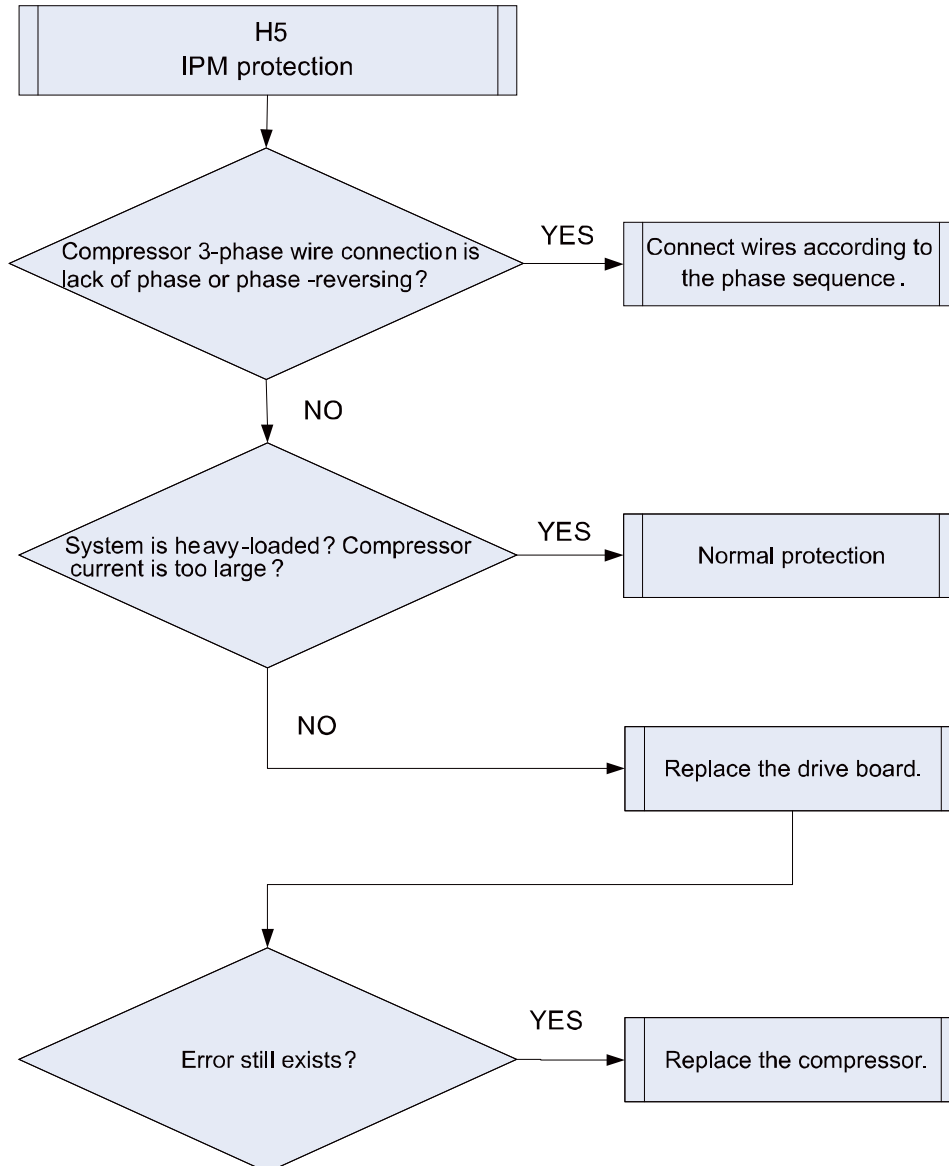 H5
IPM protection
Compressor 3-phase wire connection is
lack of phase or phase -reversing?
YES
Connect wires according to
the phase sequence.
NO
System is heavy-loaded? Compressor
current is too large?
YES
Normal protection
NO
Replace the drive board.
Error still exists?
YES
Replace the compressor.